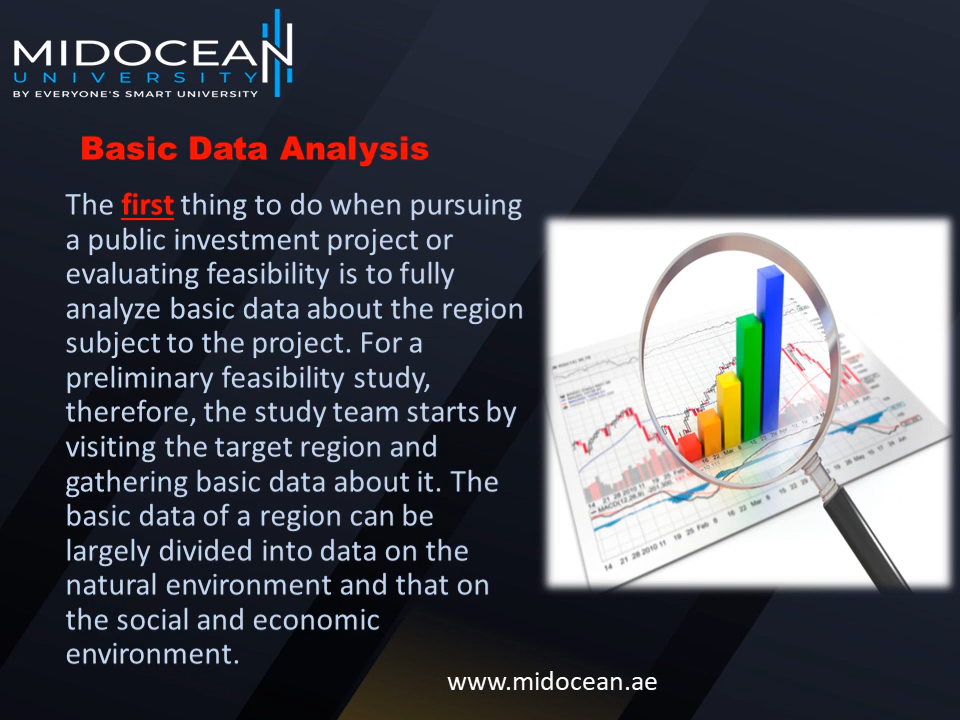 MIDOCEAN
UNIVERSITY
BY EVERYONE'S SMART UNIVERSITY
Basic Data Analysis
The first thing to do when pursuing
a public investment project or
evaluating feasibility is to fully
analyze basic data about the region
subject to the project. For a
preliminary feasibility study,
therefore, the study team starts by
visiting the target region and
gathering basic data about it. The
basic data of a region can be
largely divided into data on the
natural environment and that on
the social and economic
environment.
www.midocean.ae